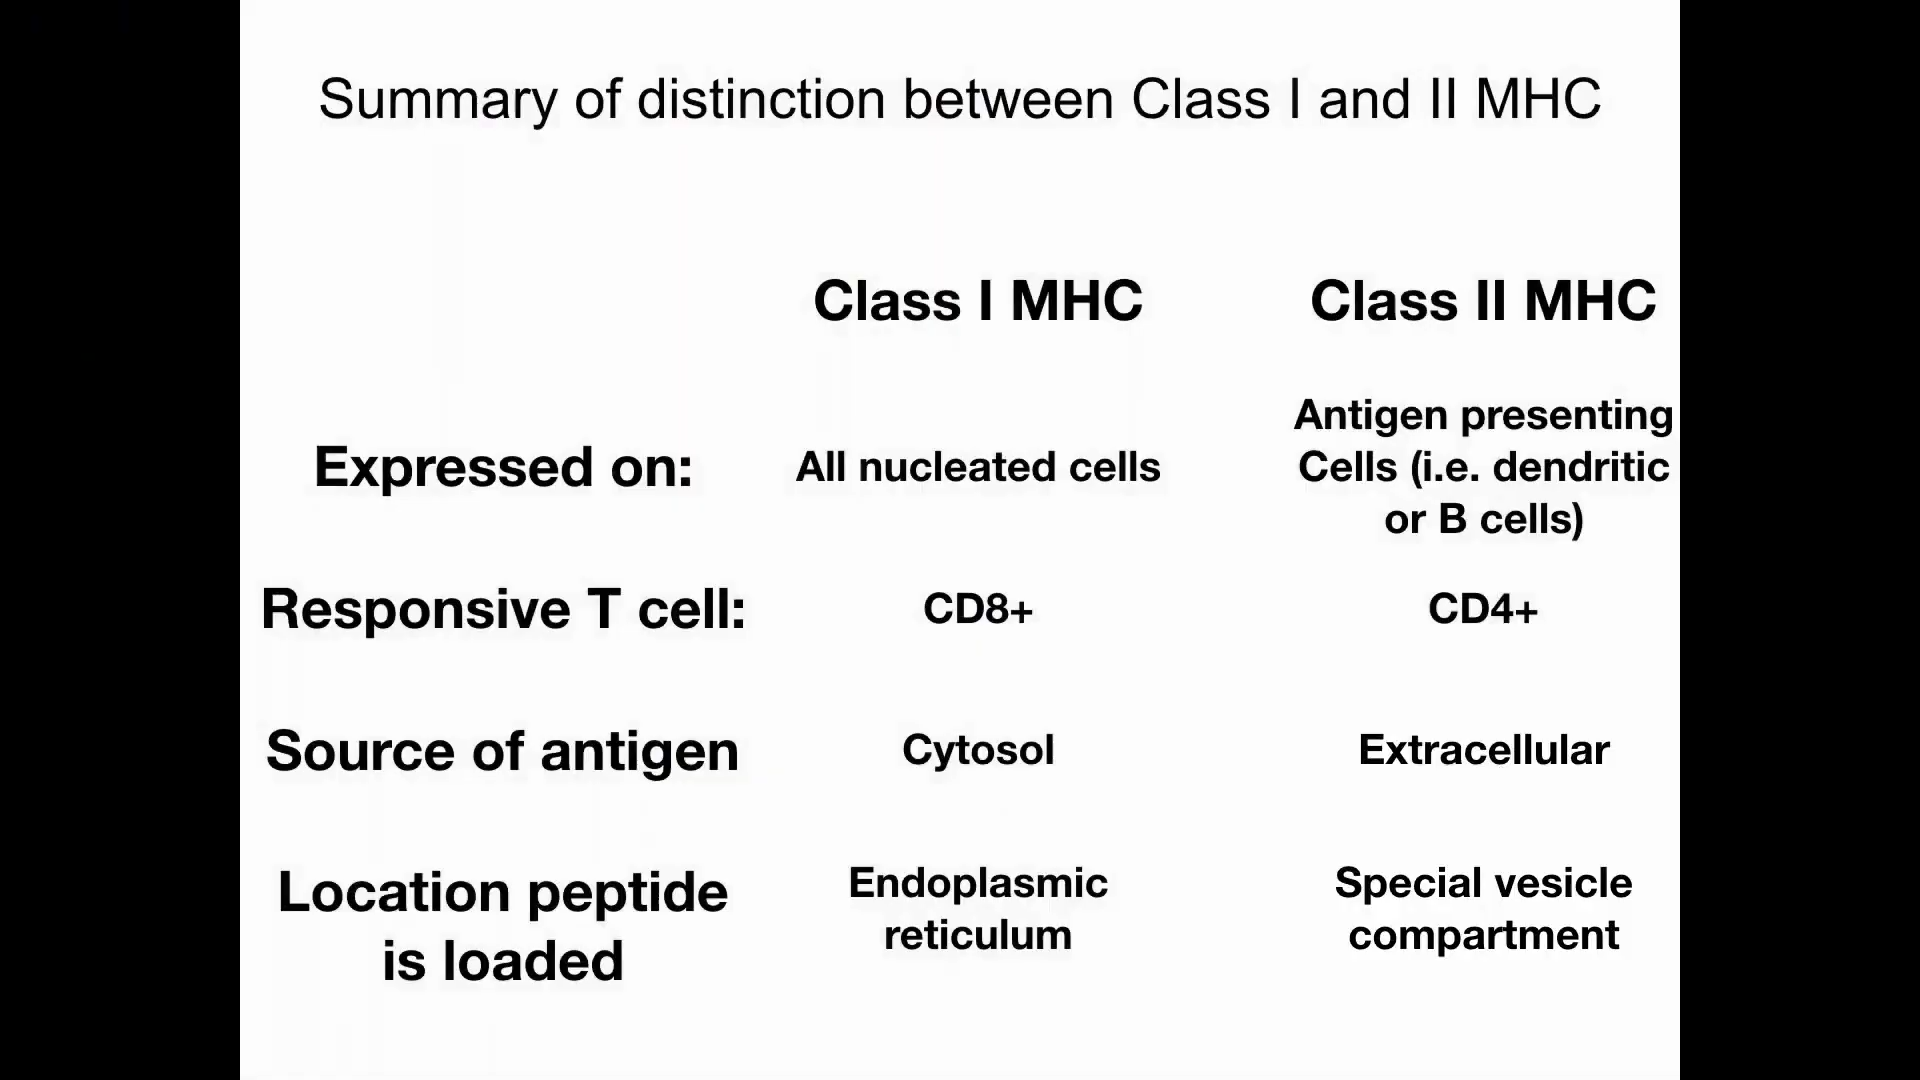 Summary of distinction between Class I and II MHC
Class I MHC
Class II MHC
Expressed on:
All nucleated cells
Antigen presenting
Cells (i.e. dendritic
or B cells)
Responsive T cell:
CD8+
CD4+
Source of antigen
Cytosol
Extracellular
Location peptide
is loaded
Endoplasmic
reticulum
Special vesicle
compartment